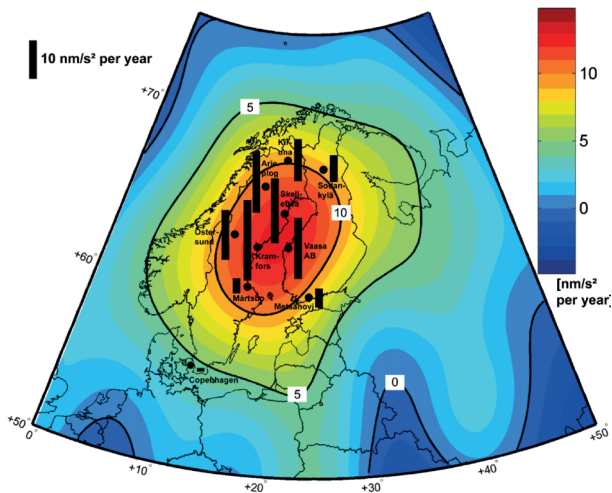 10 nm/s² per year
10
0
[nm/s²
per year]
+70
5
Kiruna
Arjeplog
Sodankylä
Skellefteå
10
Östersund
Kramfors
Vaasa
AB
+60
Mårtsbo
Metsähovi
Copenhagen
5
0
+50
0
+10
+20
+30
+40
+50